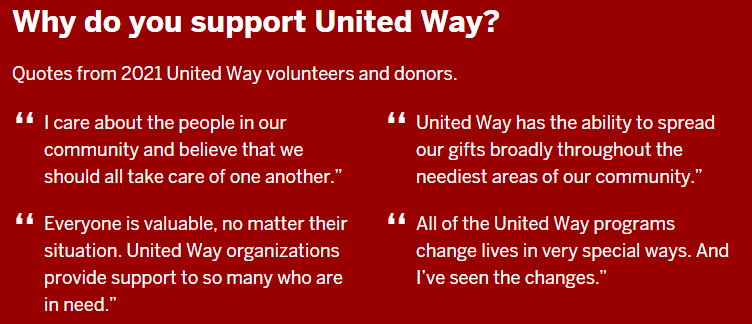 Why do you support United Way?
Quotes from 2021 United Way volunteers and donors.
“ I care about the people in our
community and believe that we
should all take care of one another.”
“ United Way has the ability to spread
our gifts broadly throughout the
neediest areas of our community.”
“ Everyone is valuable, no matter their
situation. United Way organizations
provide support to so many who are
in need.”
“ All of the United Way programs
change lives in very special ways. And
I’ve seen the changes.”